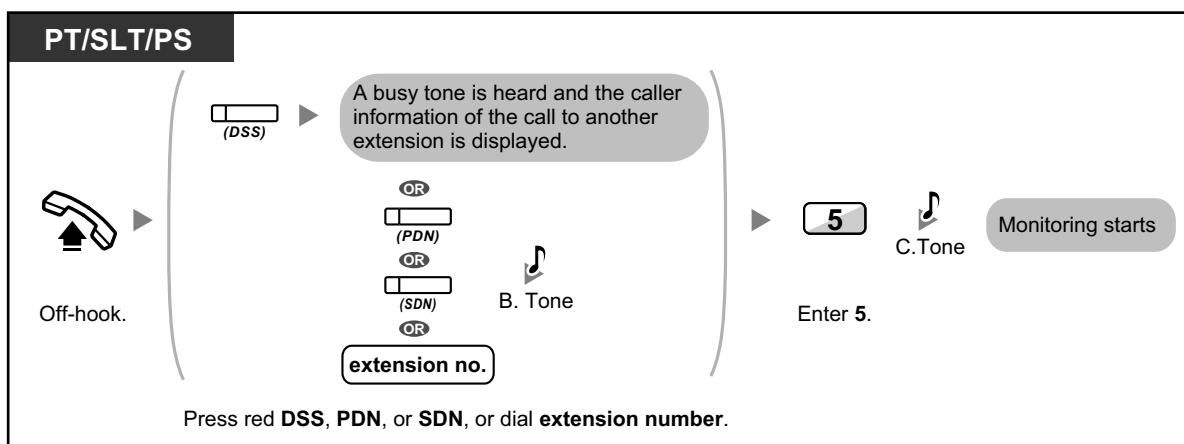 PT/SLT/PS
(DSS)
A busy tone is heard and the caller
information of the call to another
extension is displayed.
OR
(PDN)
OR
(SDN)
OR
extension no.
B. Tone
5
C.Tone
Monitoring starts
Off-hook.
Enter 5.
Press red DSS, PDN, or SDN, or dial extension number.